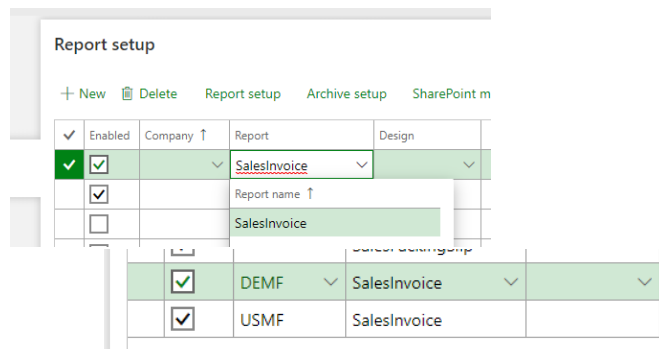 Report setup
+ New Delete Report setup Archive setup SharePoint m
Enabled Company ↑ Report Design
SalesInvoice
Report name ↑
SalesInvoice
SalesPackingSlip
DEMF SalesInvoice
USMF SalesInvoice